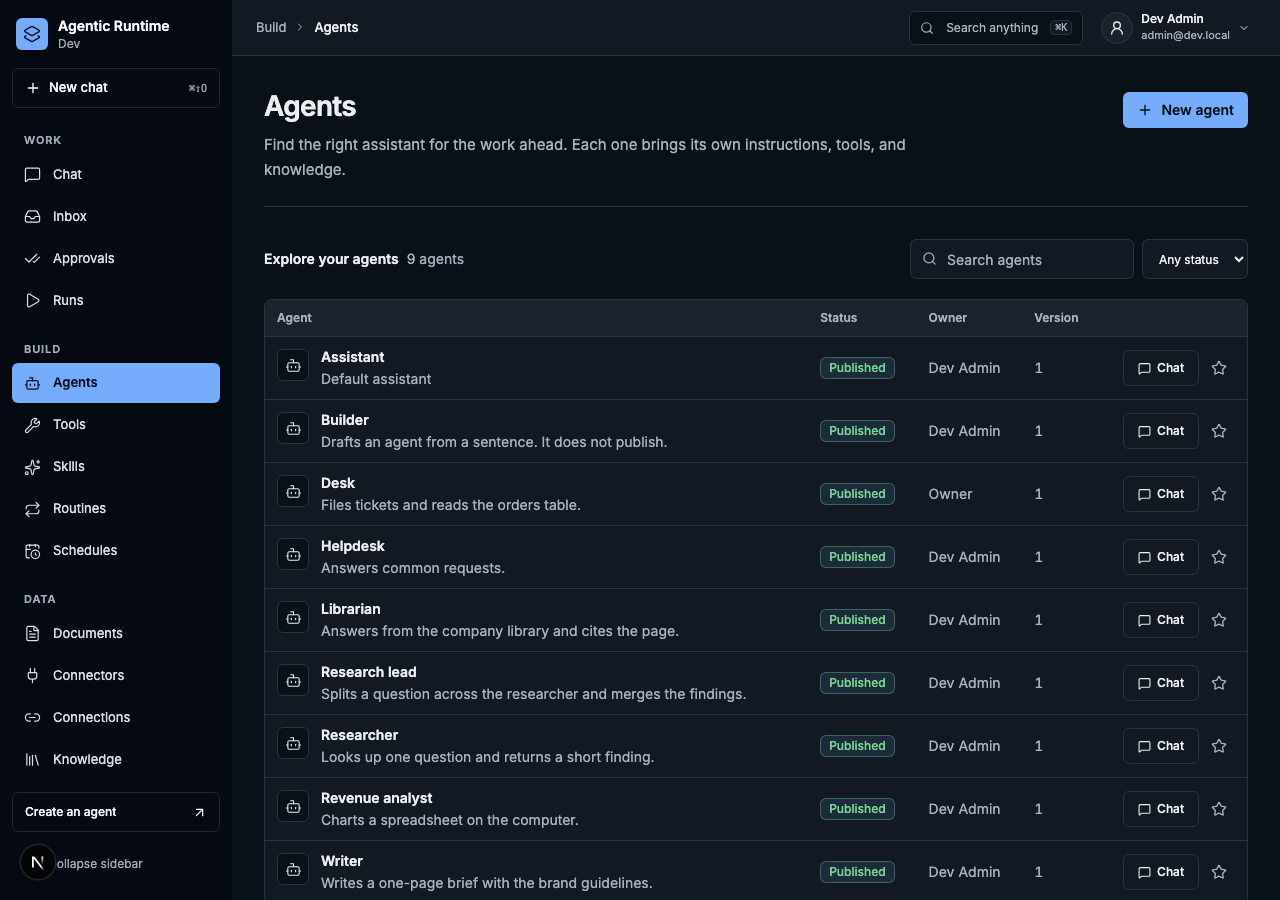 Agentic Runtime
Dev
New chat
⌘⇧O
WORK
Chat
Inbox
Approvals
Runs
BUILD
Agents
Tools
Skills
Routines
Schedules
DATA
Documents
Connectors
Connections
Knowledge
Create an agent
N
ollapse sidebar
Build > Agents
Search anything ⌘K
Dev Admin
admin@dev.local
Agents
New agent
Find the right assistant for the work ahead. Each one brings its own instructions, tools, and
knowledge.
Explore your agents 9 agents
Search agents
Any status
Agent Status Owner Version
Assistant
Default assistant
Published Dev Admin 1 Chat
Builder
Drafts an agent from a sentence. It does not publish.
Published Dev Admin 1 Chat
Desk
Files tickets and reads the orders table.
Published Owner 1 Chat
Helpdesk
Answers common requests.
Published Dev Admin 1 Chat
Librarian
Answers from the company library and cites the page.
Published Dev Admin 1 Chat
Research lead
Splits a question across the researcher and merges the findings.
Published Dev Admin 1 Chat
Researcher
Looks up one question and returns a short finding.
Published Dev Admin 1 Chat
Revenue analyst
Charts a spreadsheet on the computer.
Published Dev Admin 1 Chat
Writer
Writes a one-page brief with the brand guidelines.
Published Dev Admin 1 Chat